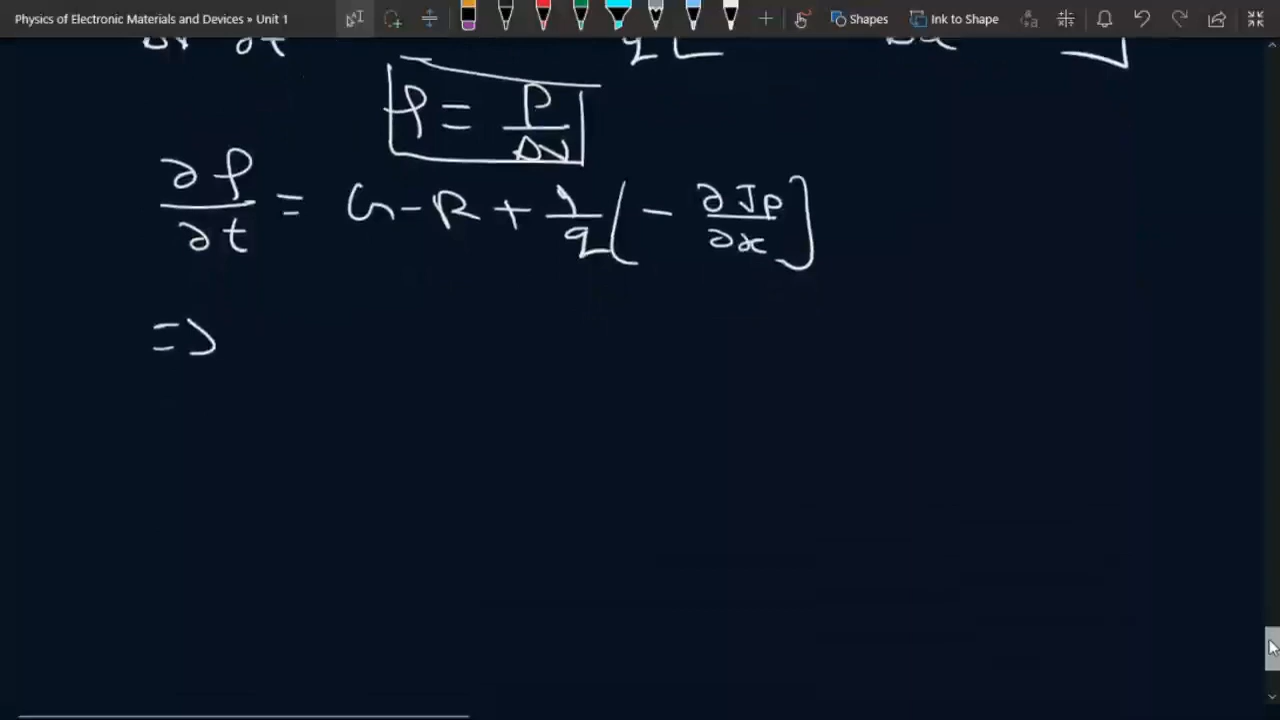 Physics of Electronic Materials and Devices » Unit 1
Shapes
Ink to Shape
q [
ρ = P / ΔV
∂ρ / ∂t = G - R + 1/q [ - ∂Jp / ∂x ]
=>